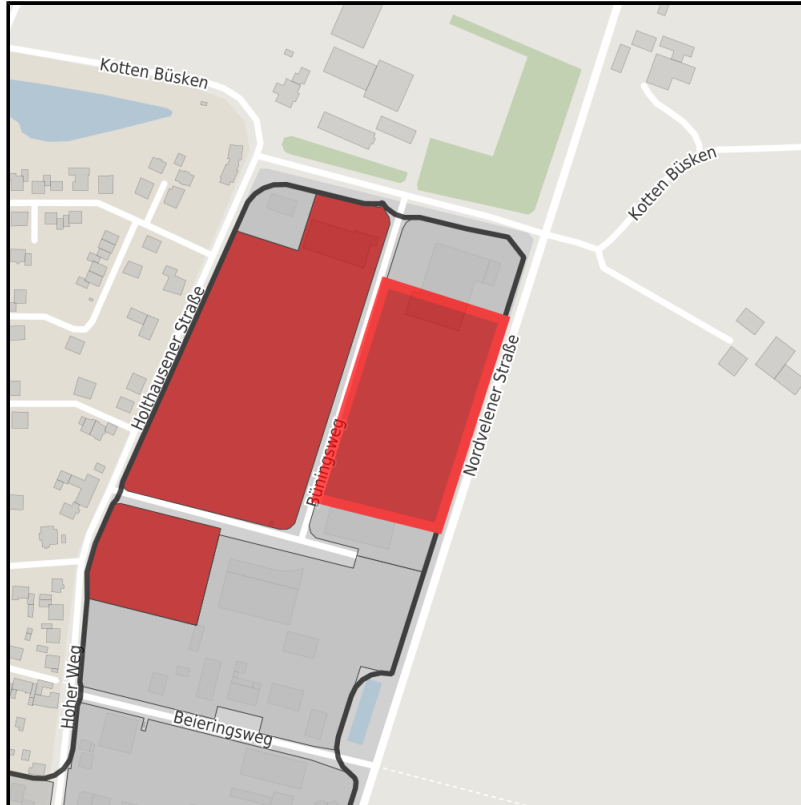 Kotten Büsken
Kotten Büsken
Holthausener Straße
Nordvelener Straße
Büningsweg
Hoher Weg
Beieringsweg